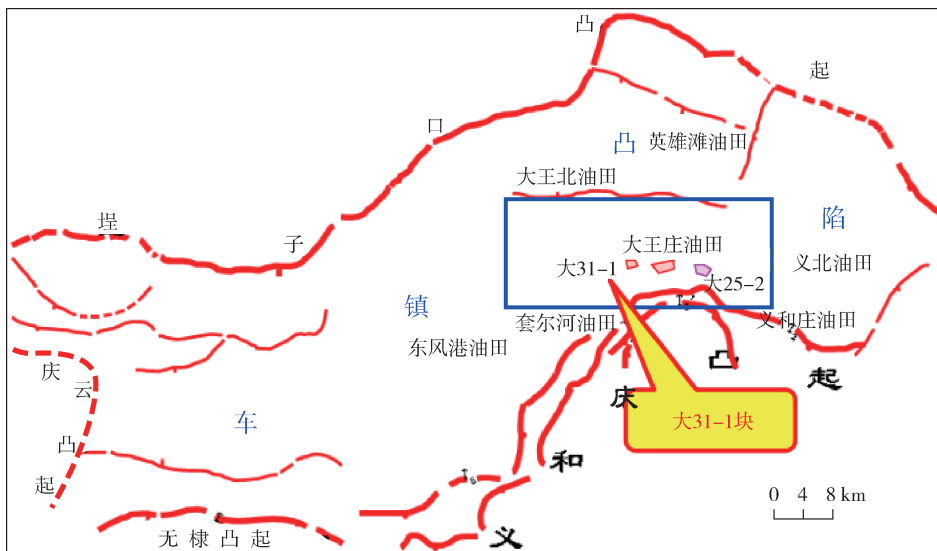 凸
起
口
凸
英雄滩油田
大王北油田
埕
子
陷
大王庄油田
义北油田
大31-1
大25-2
镇
套尔河油田
义和庄油田
东风港油田
庆
云
凸
起
凸
起
庆
车
大31-1块
和
义
无棣凸起
0 4 8 km